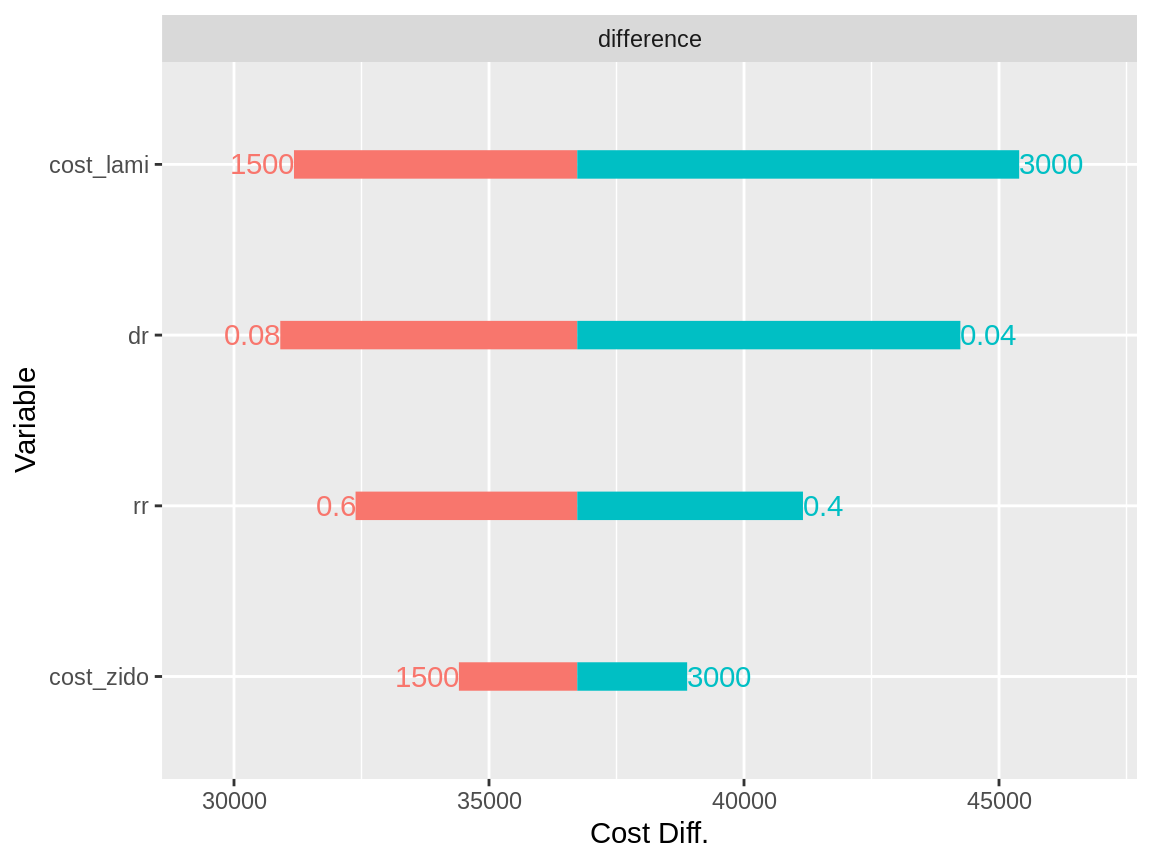 difference
cost_lami
1500
3000
dr
0.08
0.04
Variable
rr
0.6
0.4
cost_zido
1500
3000
30000
35000
40000
45000
Cost Diff.